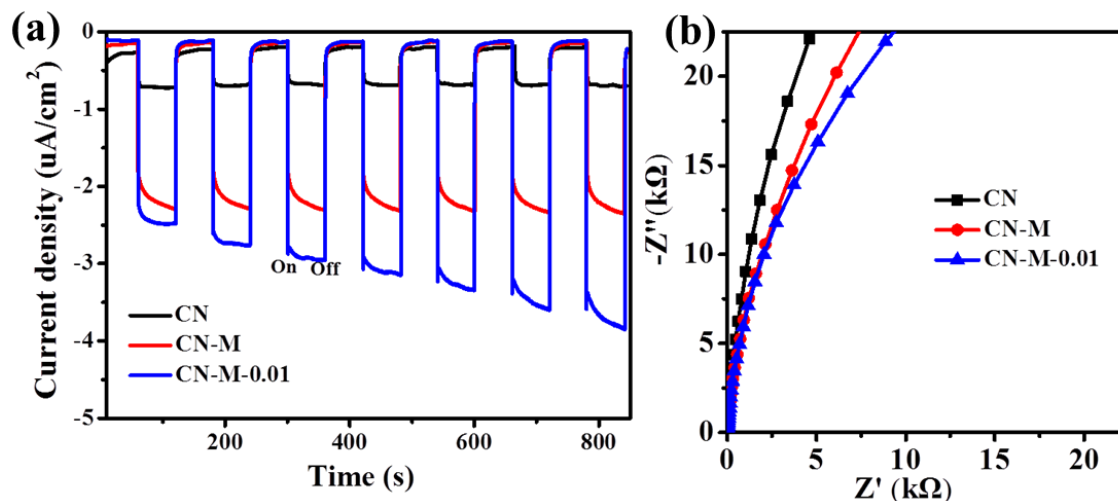 (a)
Current density (uA/cm²)
0
-1
-2
-3
-4
-5
On Off
CN
CN-M
CN-M-0.01
200 400 600 800
Time (s)
(b)
-Z''(kΩ)
20
15
10
5
0
CN
CN-M
CN-M-0.01
0 5 10 15 20
Z' (kΩ)